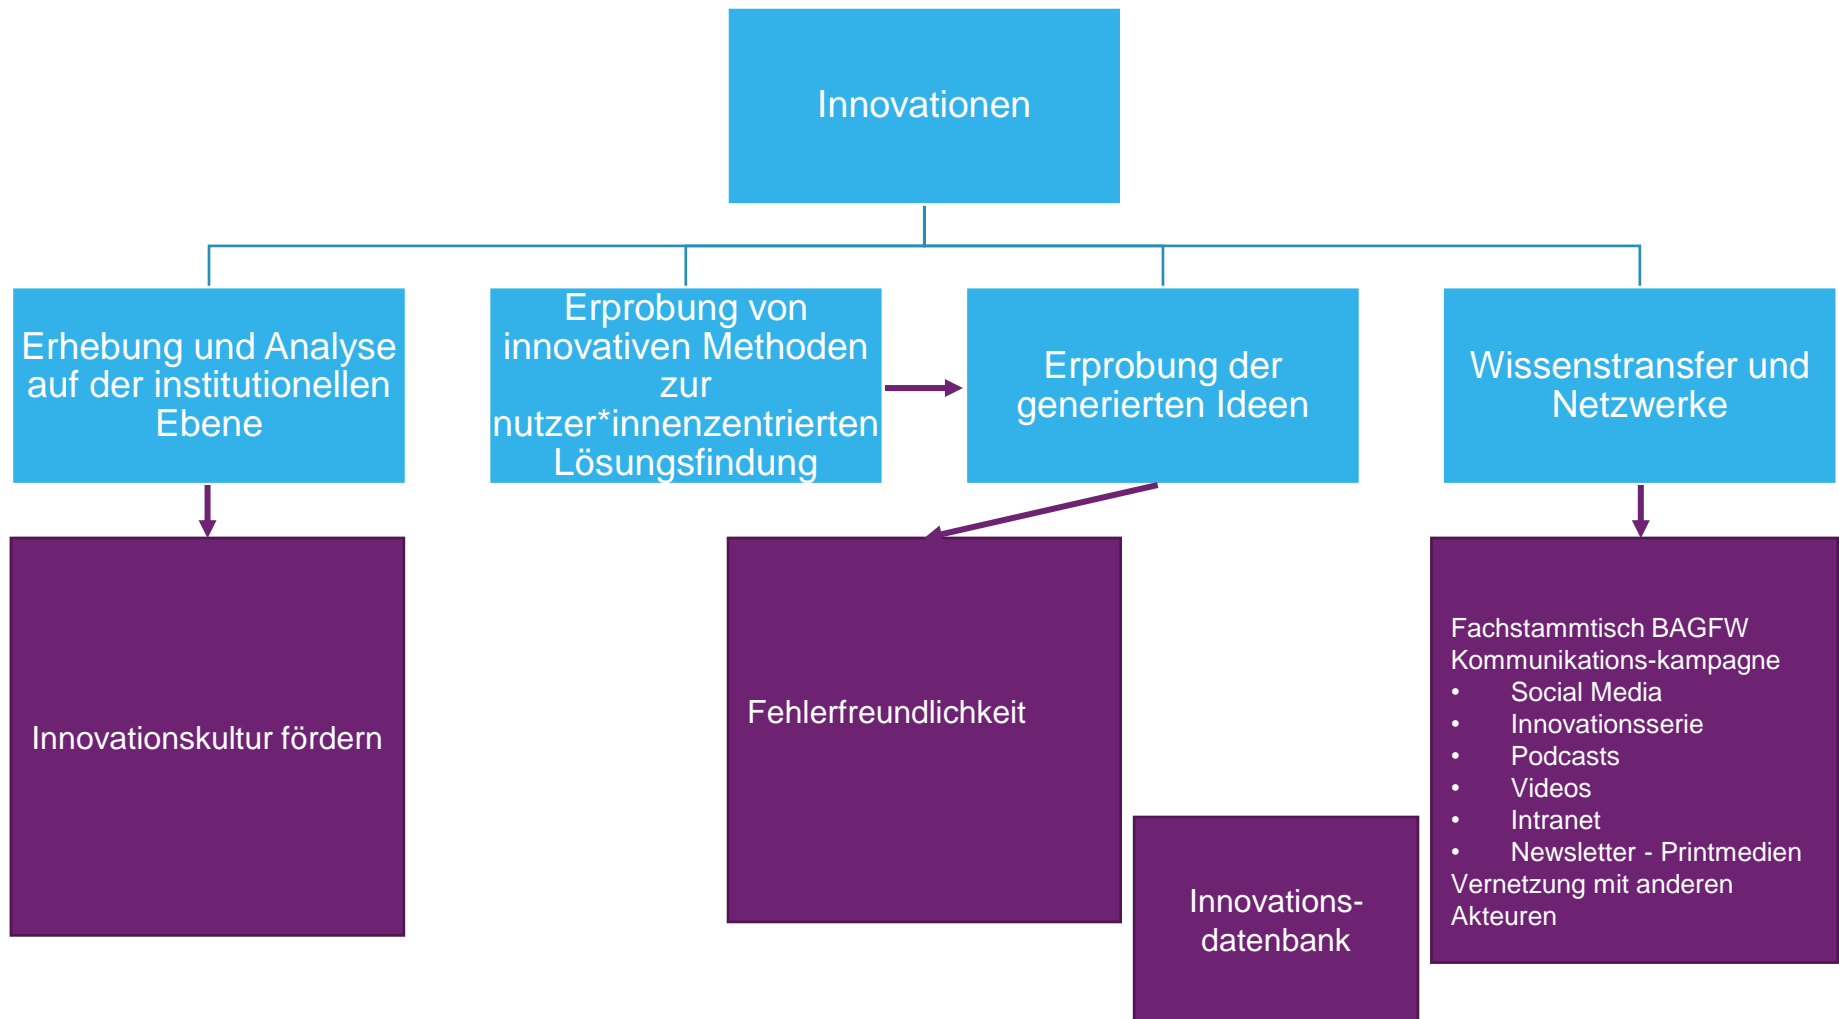 Innovationen
Erhebung und Analyse
auf der institutionellen
Ebene
Erprobung von
innovativen Methoden
zur
nutzer*innenzentrierten
Lösungsfindung
Erprobung der
generierten Ideen
Wissenstransfer und
Netzwerke
Innovationskultur fördern
Fehlerfreundlichkeit
Innovations-
datenbank
Fachstammtisch BAGFW
Kommunikations-kampagne
• Social Media
• Innovationsserie
• Podcasts
• Videos
• Intranet
• Newsletter - Printmedien
Vernetzung mit anderen
Akteuren